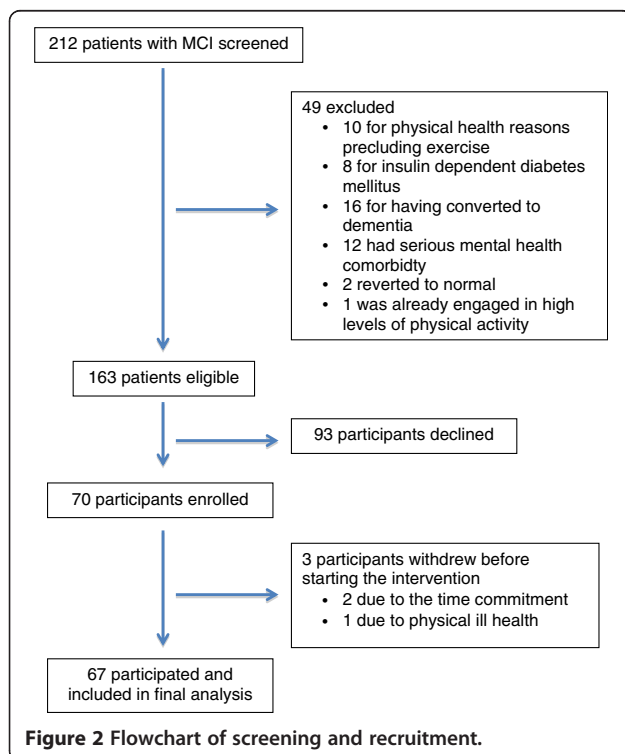 212 patients with MCI screened
49 excluded
• 10 for physical health reasons
precluding exercise
• 8 for insulin dependent diabetes
mellitus
• 16 for having converted to
dementia
• 12 had serious mental health
comorbidty
• 2 reverted to normal
• 1 was already engaged in high
levels of physical activity
163 patients eligible
93 participants declined
70 participants enrolled
3 participants withdrew before
starting the intervention
• 2 due to the time commitment
• 1 due to physical ill health
67 participated and
included in final analysis
Figure 2 Flowchart of screening and recruitment.